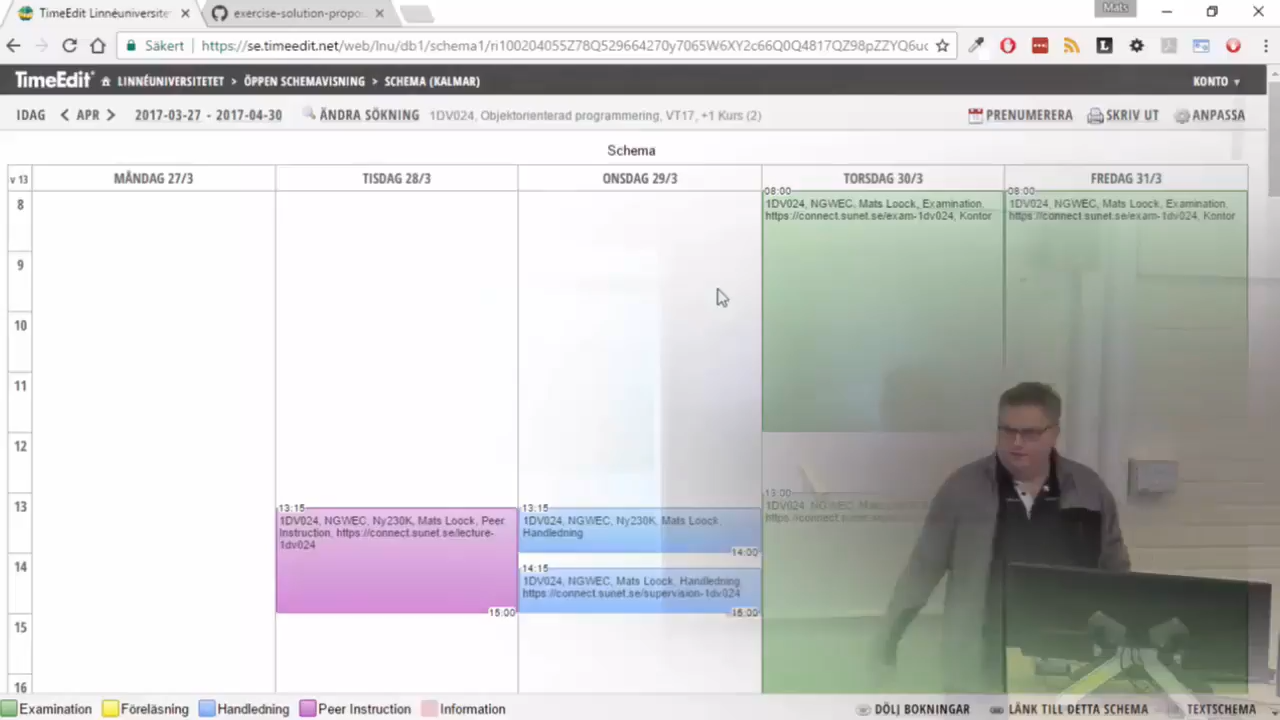 TimeEdit Linnéuniversite
exercise-solution-propo
Mats
Säkert
https://se.timeedit.net/web/lnu/db1/schema1/
TimeEdit
LINNÉUNIVERSITETET > ÖPPEN SCHEMAVISNING > SCHEMA (KALMAR)
KONTO
IDAG
APR
2017-03-27 - 2017-04-30
ÄNDRA SÖKNING
1DV024, Objektorienterad programmering, VT17, +1 Kurs (2)
PRENUMERERA
SKRIV UT
ANPASSA
Schema
v 13
MÅNDAG 27/3
TISDAG 28/3
ONSDAG 29/3
TORSDAG 30/3
FREDAG 31/3
8
9
10
11
12
13
14
15
16
13:15
1DV024, NGWEC, Ny230K, Mats Loock, Peer
Instruction, https://connect.sunet.se/lecture-
1dv024
15:00
13:15
1DV024, NGWEC, Ny230K, Mats Loock,
Handledning
14:00
14:15
1DV024, NGWEC, Mats Loock, Handledning
https://connect.sunet.se/supervision-1dv024
15:00
08:00
1DV024, NGWEC, Mats Loock, Examination,
https://connect.sunet.se/exam-1dv024, Kontor
13:00
1DV024, NGWEC, Mats Loock,
08:00
1DV024, NGWEC, Mats Loock, Examination,
https://connect.sunet.se/exam-1dv024, Kontor
Examination
Föreläsning
Handledning
Peer Instruction
Information
DÖLJ BOKNINGAR
LÄNK TILL DETTA SCHEMA
TEXTSCHEMA